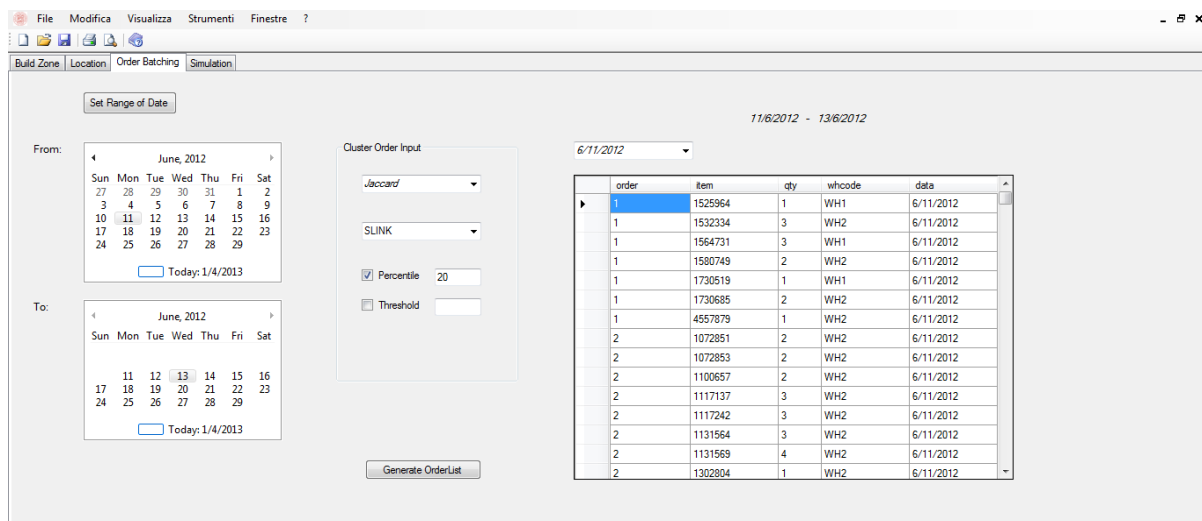 File Modifica Visualizza Strumenti Finestre ?
Build Zone Location Order Batching Simulation
Set Range of Date
11/6/2012 - 13/6/2012
From:
June, 2012
Sun Mon Tue Wed Thu Fri Sat
27 28 29 30 31 1 2
3 4 5 6 7 8 9
10 11 12 13 14 15 16
17 18 19 20 21 22 23
24 25 26 27 28 29
Today: 1/4/2013
To:
June, 2012
Sun Mon Tue Wed Thu Fri Sat
11 12 13 14 15 16
17 18 19 20 21 22 23
24 25 26 27 28 29
Today: 1/4/2013
Cluster Order Input
Jaccard
SLINK
Percentile 20
Threshold
Generate OrderList
6/11/2012
order item qty whcode data
1 1525964 1 WH1 6/11/2012
1 1532334 3 WH2 6/11/2012
1 1564731 3 WH1 6/11/2012
1 1580749 2 WH2 6/11/2012
1 1730519 1 WH1 6/11/2012
1 1730685 2 WH2 6/11/2012
1 4557879 1 WH2 6/11/2012
2 1072851 2 WH2 6/11/2012
2 1072853 2 WH2 6/11/2012
2 1100657 2 WH2 6/11/2012
2 1117137 3 WH2 6/11/2012
2 1117242 3 WH2 6/11/2012
2 1131564 3 WH2 6/11/2012
2 1131569 4 WH2 6/11/2012
2 1302804 1 WH2 6/11/2012